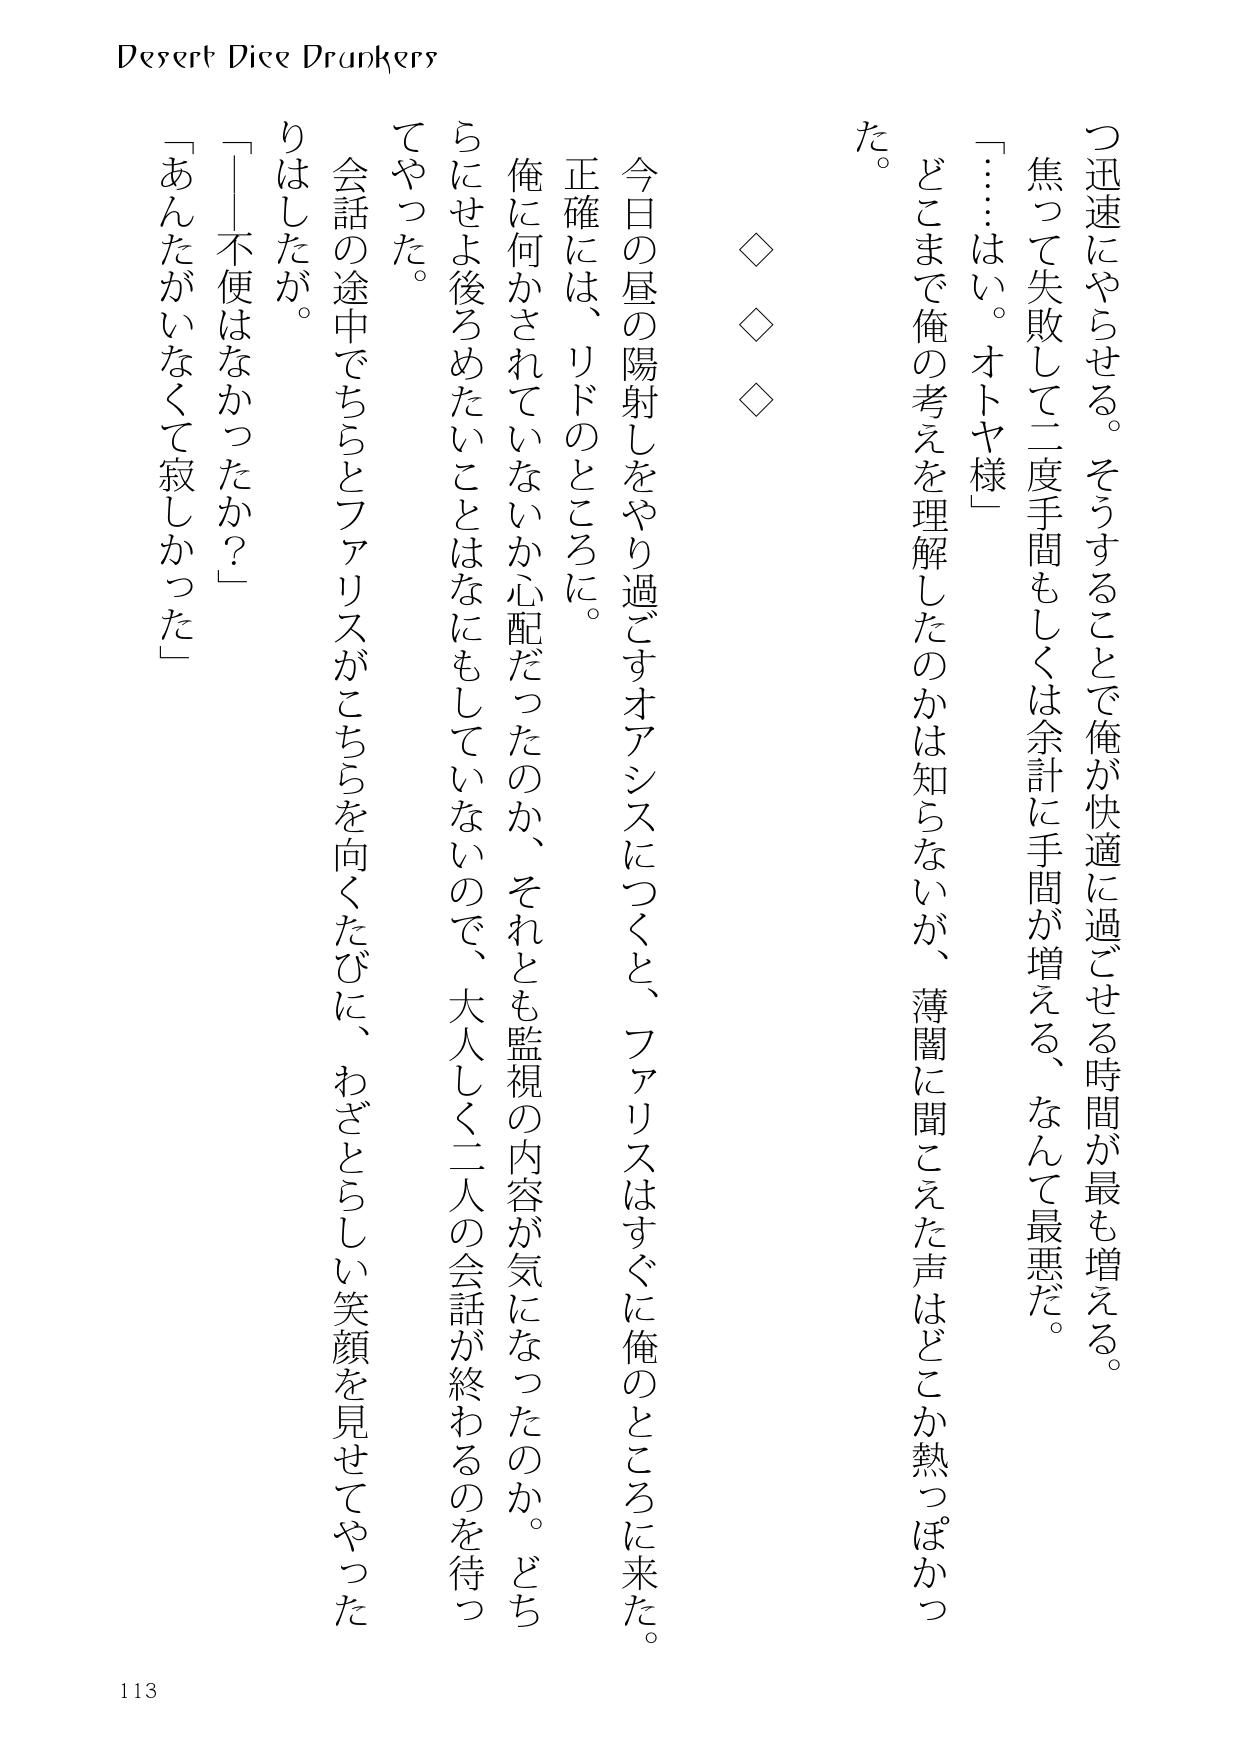 Desert Dice Drunkers
つ迅速にやらせる。そうすることで俺が快適に過ごせる時間が最も増える。
焦って失敗して二度手間もしくは余計に手間が増える、なんて最悪だ。
「……はい。オトヤ様」
どこまで俺の考えを理解したのかは知らないが、薄闇に聞こえた声はどこか熱っぽかっ
た。
◇　◇　◇
今日の昼の陽射しをやり過ごすオアシスにつくと、ファリスはすぐに俺のところに来た。
正確には、リドのところに。
俺に何かされていないか心配だったのか、それとも監視の内容が気になったのか。どち
らにせよ後ろめたいことはなにもしていないので、大人しく二人の会話が終わるのを待っ
てやった。
会話の途中でちらとファリスがこちらを向くたびに、わざとらしい笑顔を見せてやった
りはしたが。
「――不便はなかったか？」
「あんたがいなくて寂しかった」
113